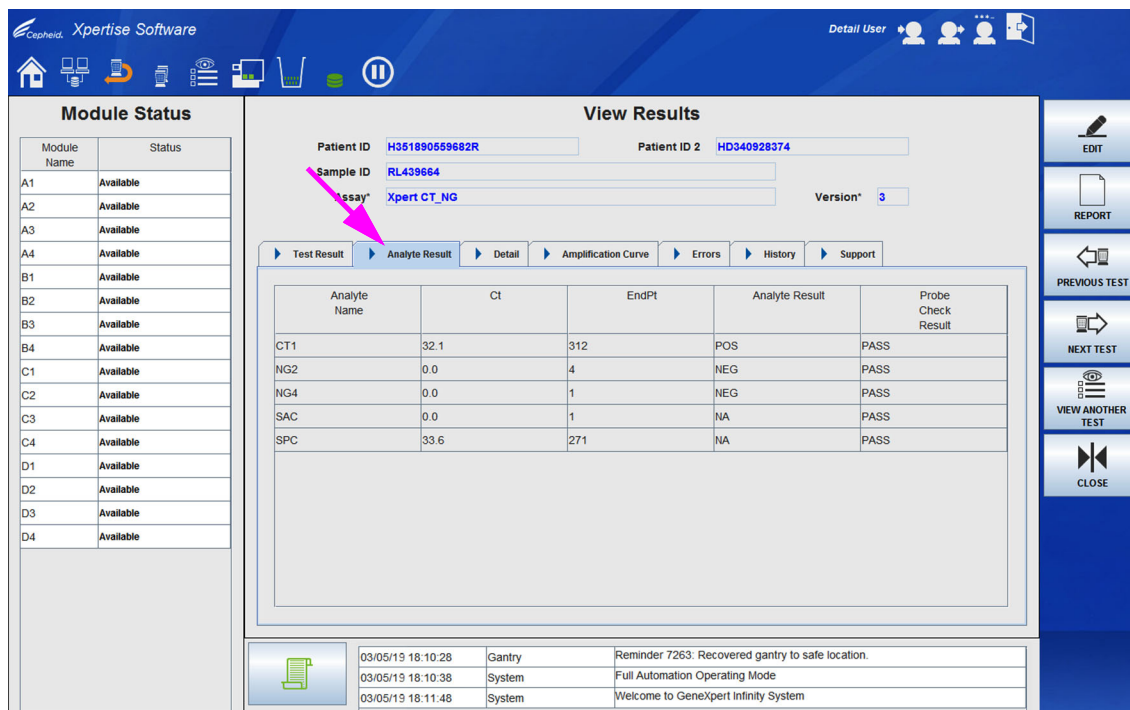 Cepheid. Xpertise Software
Detail User
Module Status
Module Name Status
A1 Available
A2 Available
A3 Available
A4 Available
B1 Available
B2 Available
B3 Available
B4 Available
C1 Available
C2 Available
C3 Available
C4 Available
D1 Available
D2 Available
D3 Available
D4 Available
View Results
Patient ID H351890559682R Patient ID 2 HD340928374
Sample ID RL439664
Assay* Xpert CT_NG Version* 3
Test Result Analyte Result Detail Amplification Curve Errors History Support
Analyte Name Ct EndPt Analyte Result Probe Check Result
CT1 32.1 312 POS PASS
NG2 0.0 4 NEG PASS
NG4 0.0 1 NEG PASS
SAC 0.0 1 NA PASS
SPC 33.6 271 NA PASS
03/05/19 18:10:28 Gantry Reminder 7263: Recovered gantry to safe location.
03/05/19 18:10:38 System Full Automation Operating Mode
03/05/19 18:11:48 System Welcome to GeneXpert Infinity System
EDIT
REPORT
PREVIOUS TEST
NEXT TEST
VIEW ANOTHER
TEST
CLOSE